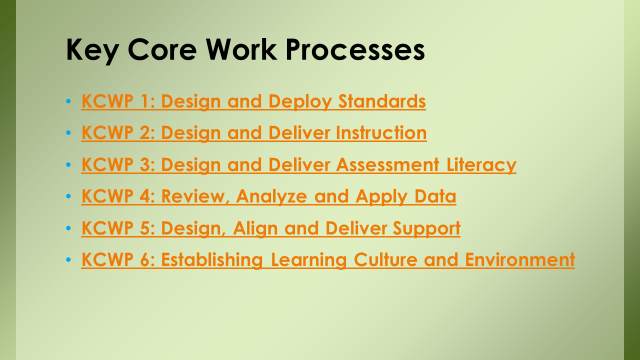 Key Core Work Processes
• KCWP 1: Design and Deploy Standards
• KCWP 2: Design and Deliver Instruction
• KCWP 3: Design and Deliver Assessment Literacy
• KCWP 4: Review, Analyze and Apply Data
• KCWP 5: Design, Align and Deliver Support
• KCWP 6: Establishing Learning Culture and Environment